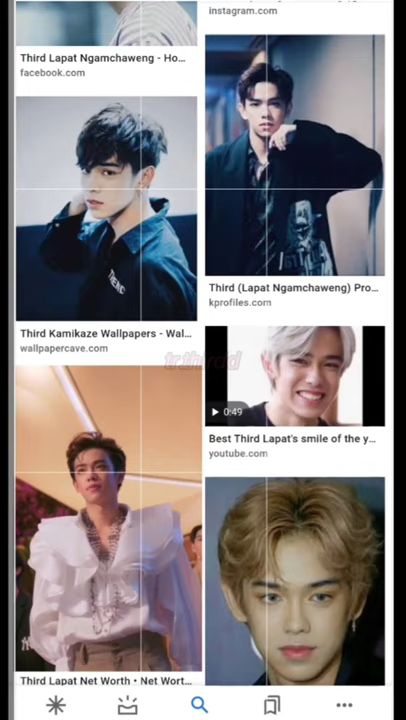 instagram.com
Third Lapat Ngamchaweng - Ho...
facebook.com
Third (Lapat Ngamchaweng) Pro...
kprofiles.com
Third Kamikaze Wallpapers - Wal...
wallpapercave.com
0:49
Best Third Lapat's smile of the y...
youtube.com
Third Lapat Net Worth • Net Wort...